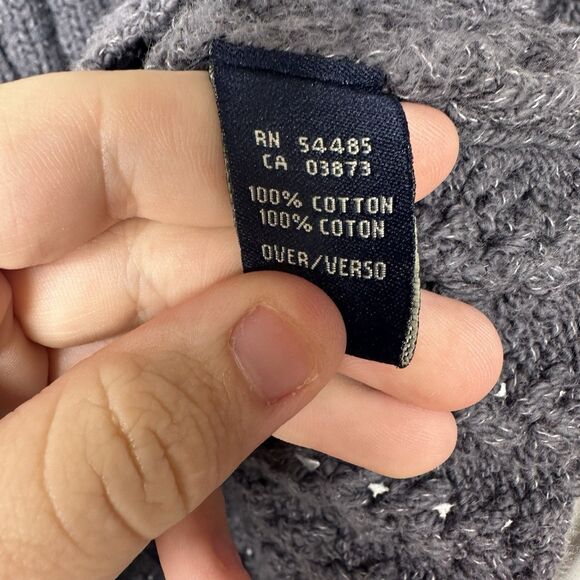 RN 54485
CA 03873
100% COTTON
100% COTON
OVER/VERSO